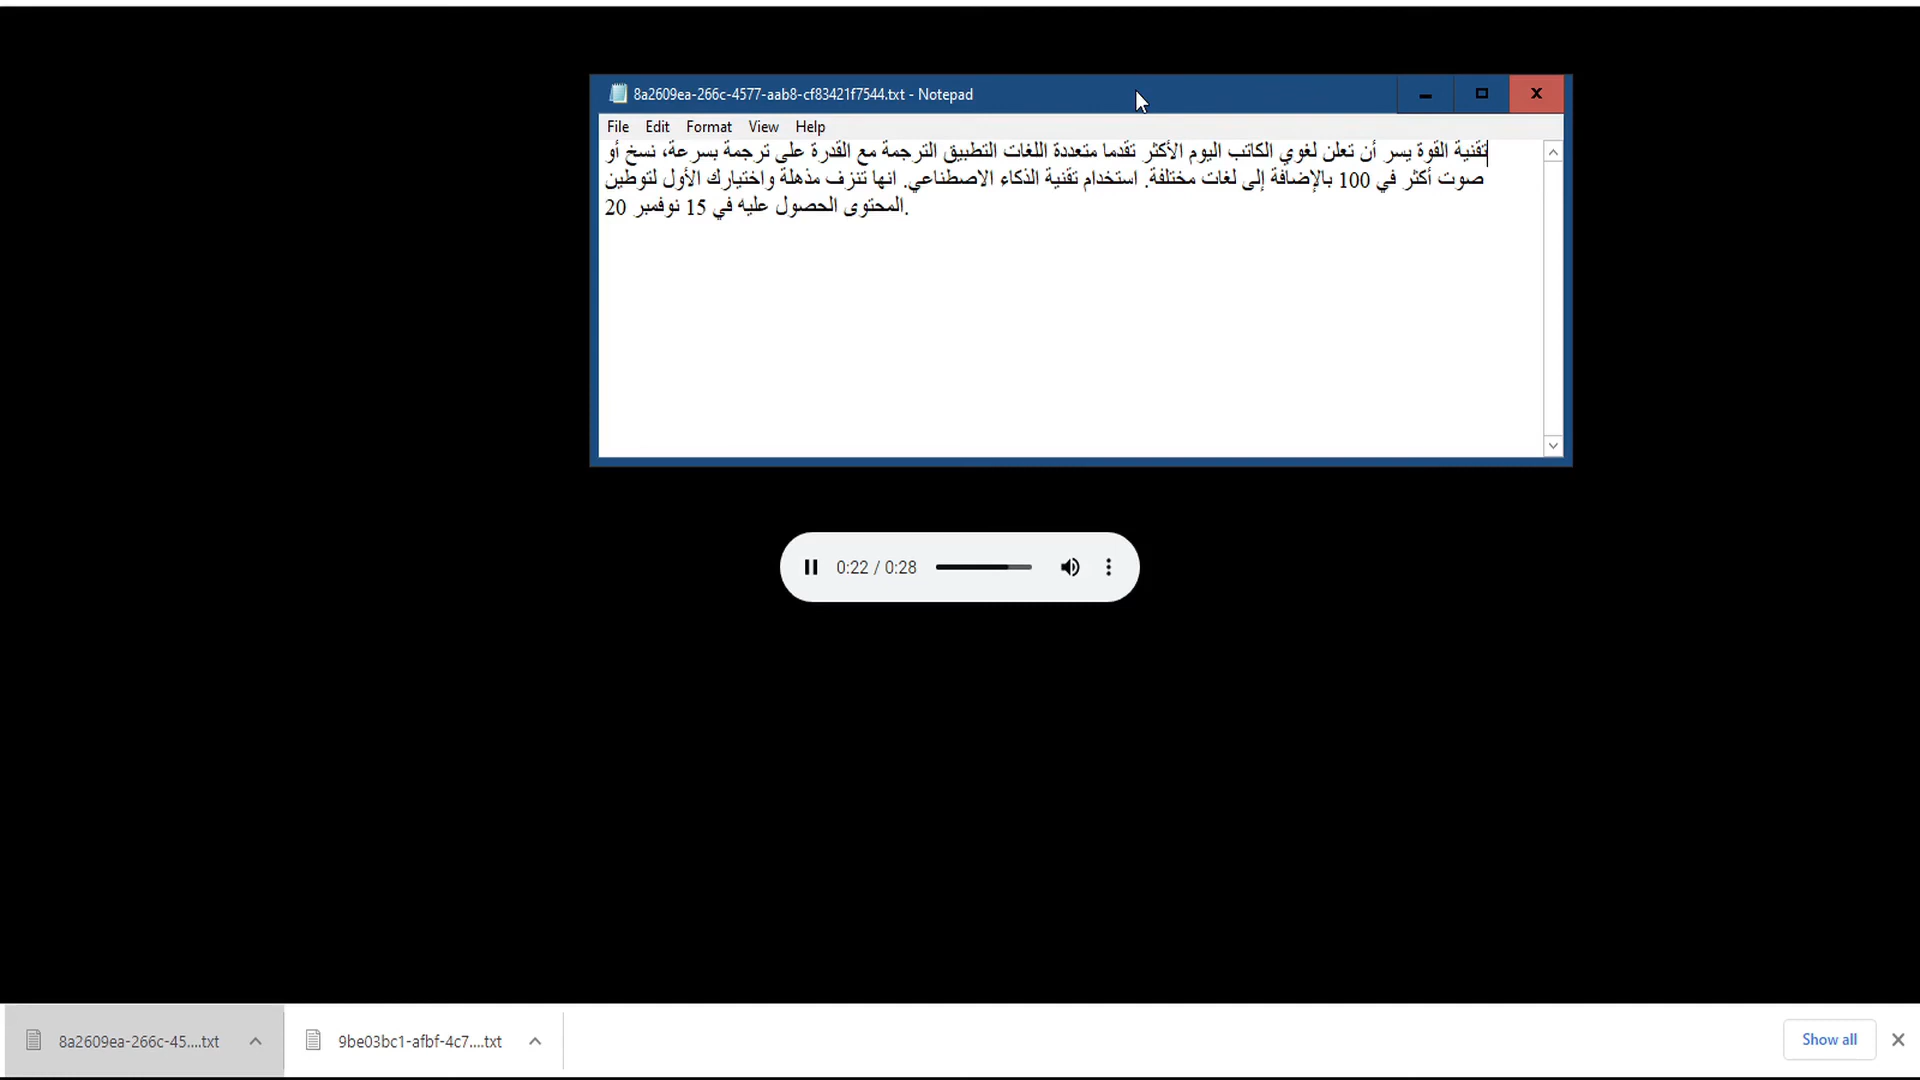 8a2609ea-266c-4577-aab8-cf83421f7544.txt - Notepad
File Edit Format View Help
تقنية القوة يسر أن تعلن لغوي الكاتب اليوم الأكثر تقدما متعددة اللغات التطبيق الترجمة مع القدرة على ترجمة بسرعة، نسخ أو
صوت أكثر في 100 بالإضافة إلى لغات مختلفة. استخدام تقنية الذكاء الاصطناعي. انها تنزف مذهلة واختيارك الأول لتوطين
المحتوى الحصول عليه في 15 نوفمبر 20.
0:22 / 0:28
8a2609ea-266c-45....txt
9be03bc1-afbf-4c7....txt
Show all